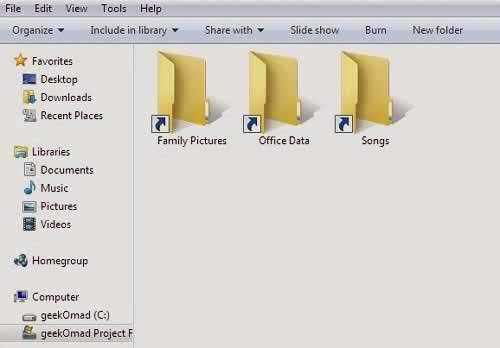 File Edit View Tools Help
Organize Include in library Share with Slide show Burn New folder
Favorites
Desktop
Downloads
Recent Places
Libraries
Documents
Music
Pictures
Videos
Homegroup
Computer
geekOmad (C:)
geekOmad Project F
Family Pictures
Office Data
Songs